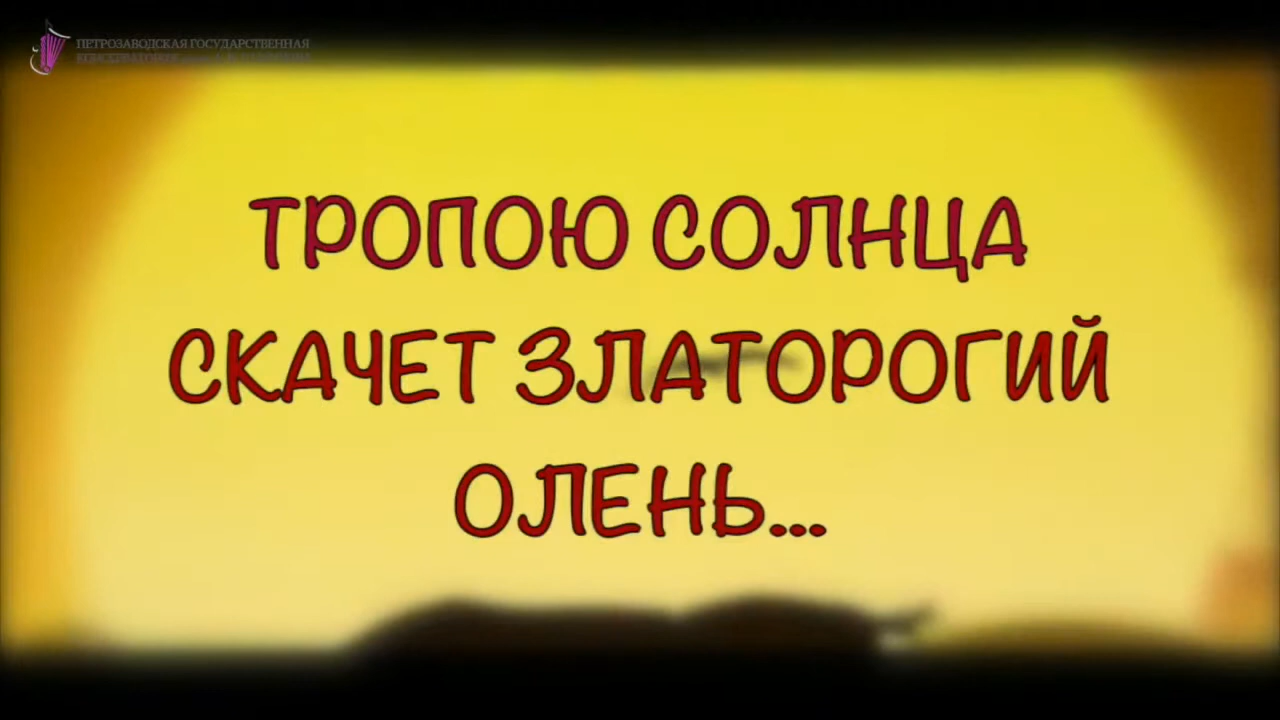 ПЕТРОЗАВОДСКАЯ ГОСУДАРСТВЕННАЯ
ТРОПОЮ СОЛНЦА
СКАЧЕТ ЗЛАТОРОГИЙ
ОЛЕНЬ...